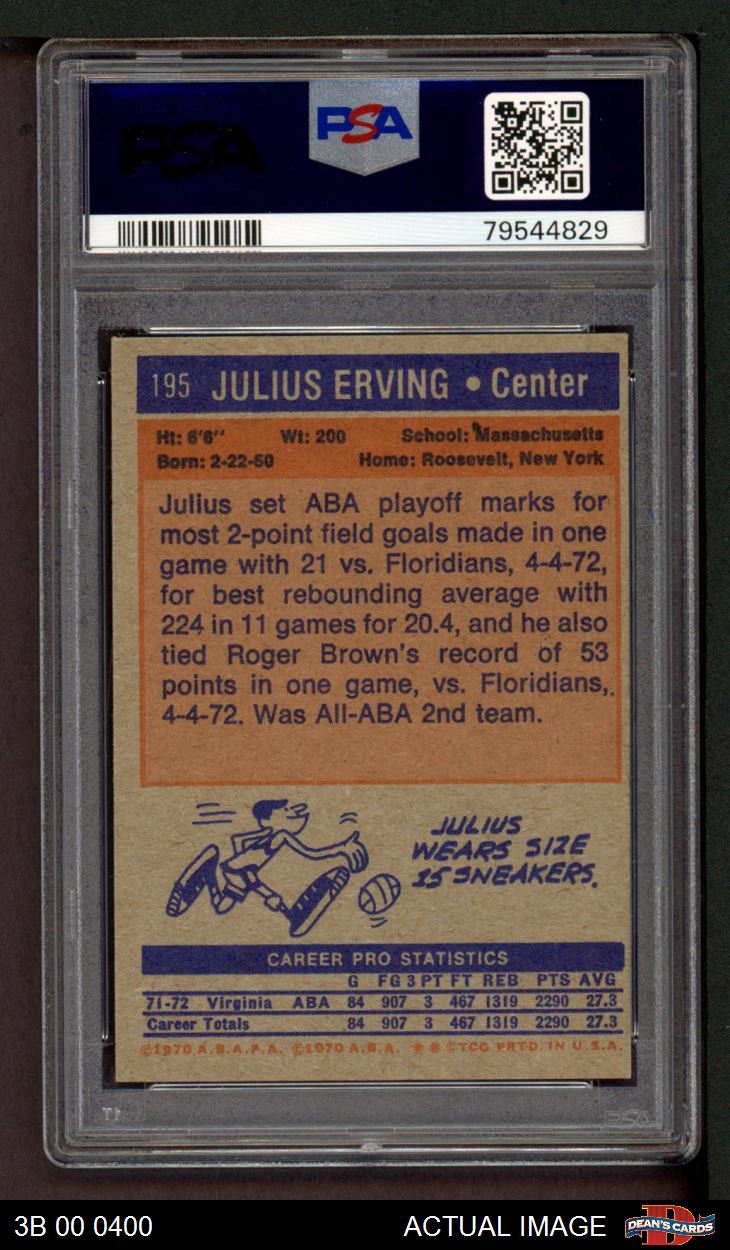 PSA
PSA
79544829
195 JULIUS ERVING • Center
Ht: 6'6" Wt: 200 School: Massachusetts
Born: 2-22-50 Home: Roosevelt, New York
Julius set ABA playoff marks for
most 2-point field goals made in one
game with 21 vs. Floridians, 4-4-72,
for best rebounding average with
224 in 11 games for 20.4, and he also
tied Roger Brown's record of 53
points in one game, vs. Floridians,
4-4-72. Was All-ABA 2nd team.
JULIUS
WEARS SIZE
15 SNEAKERS.
CAREER PRO STATISTICS
G FG 3 PT FT REB PTS AVG
71-72 Virginia ABA 84 907 3 467 1319 2290 27.3
Career Totals 84 907 3 467 1319 2290 27.3
©1970 A.B.A.P.A. ©1970 A.B.A. ** ©TCG PRTD. IN U.S.A.
PSA
3B 00 0400 ACTUAL IMAGE
DEAN'S CARDS